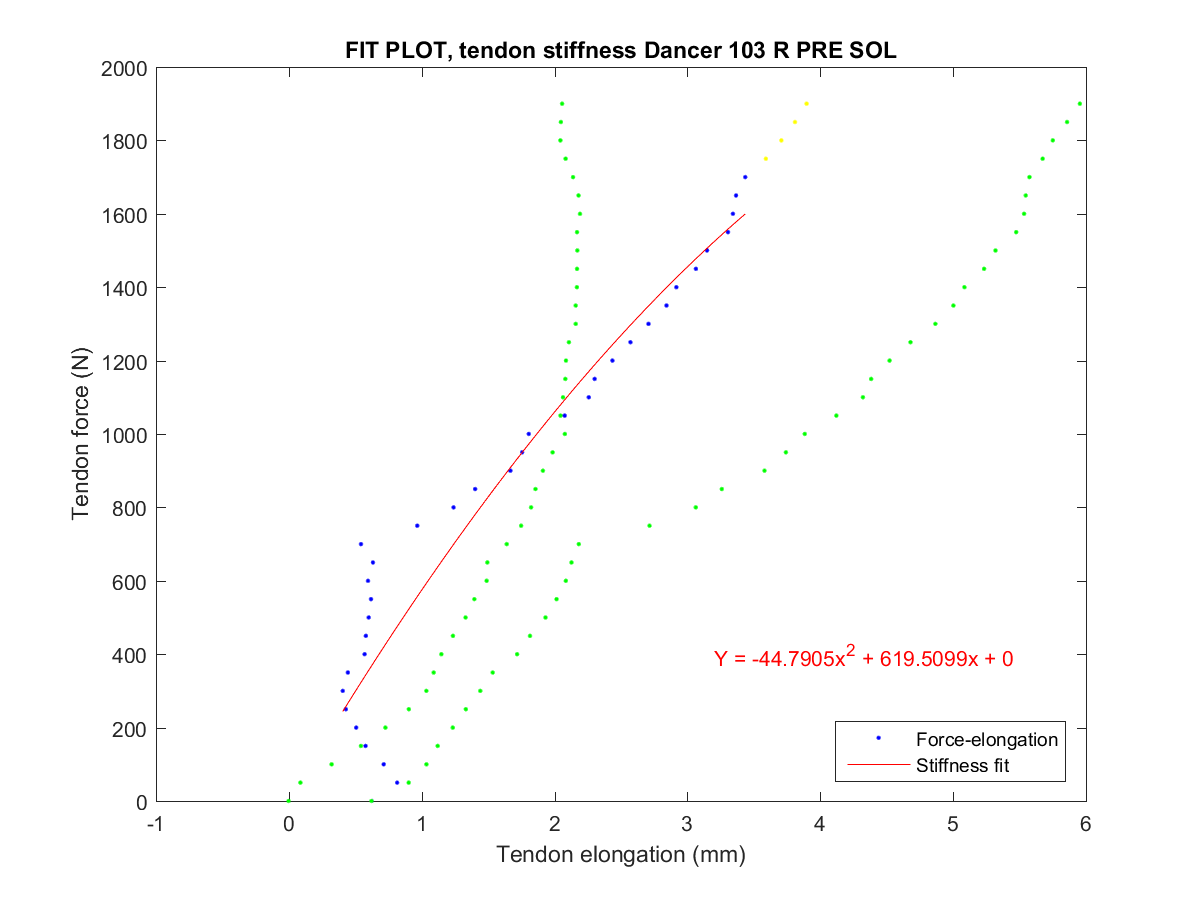 FIT PLOT, tendon stiffness Dancer 103 R PRE SOL
2000
1800
1600
1400
1200
1000
800
600
400
200
0
Tendon force (N)
Y = -44.7905x² + 619.5099x + 0
Force-elongation
Stiffness fit
-1 0 1 2 3 4 5 6
Tendon elongation (mm)